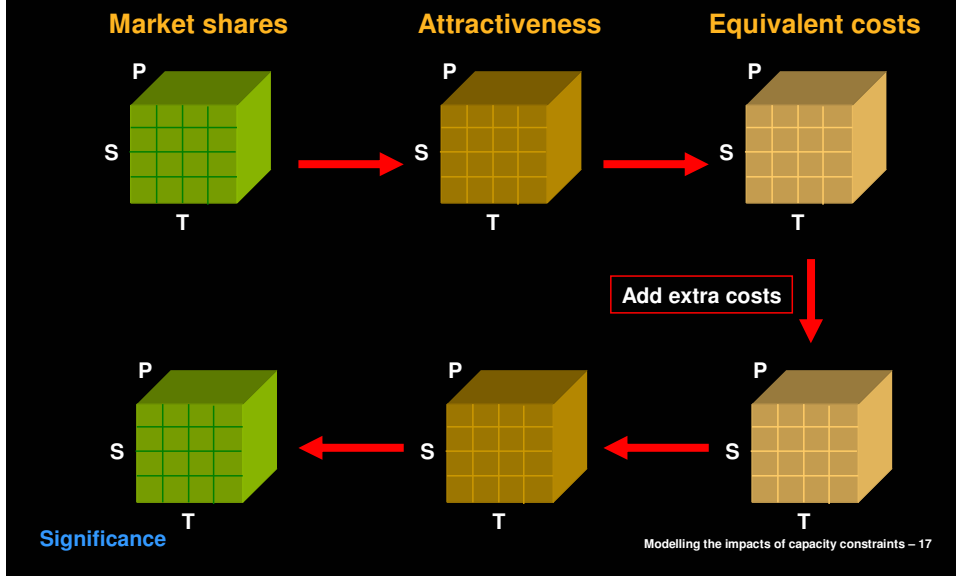 Market shares
Attractiveness
Equivalent costs
P
P
P
S
S
S
T
T
T
Add extra costs
P
P
P
S
S
S
T
T
T
Significance
Modelling the impacts of capacity constraints – 17